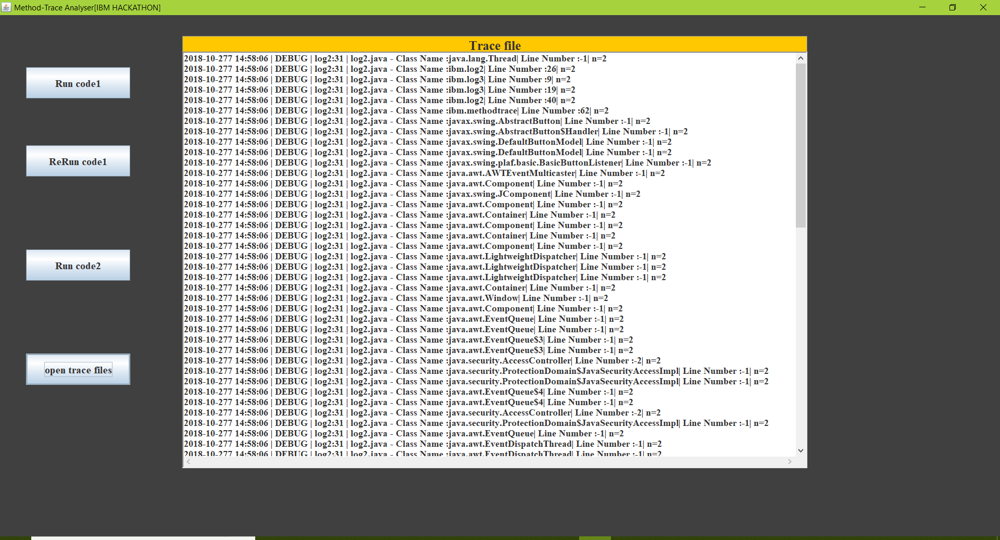 Method-Trace Analyser[IBM HACKATHON]
Trace file
Run code1
ReRun code1
Run code2
open trace files
2018-10-277 14:58:06 | DEBUG | log2:31 | log2.java - Class Name :java.lang.Thread| Line Number :-1| n=2
2018-10-277 14:58:06 | DEBUG | log2:31 | log2.java - Class Name :ibm.log2| Line Number :26| n=2
2018-10-277 14:58:06 | DEBUG | log2:31 | log2.java - Class Name :ibm.log3| Line Number :9| n=2
2018-10-277 14:58:06 | DEBUG | log2:31 | log2.java - Class Name :ibm.log3| Line Number :19| n=2
2018-10-277 14:58:06 | DEBUG | log2:31 | log2.java - Class Name :ibm.log2| Line Number :40| n=2
2018-10-277 14:58:06 | DEBUG | log2:31 | log2.java - Class Name :ibm.methodtrace| Line Number :62| n=2
2018-10-277 14:58:06 | DEBUG | log2:31 | log2.java - Class Name :javax.swing.AbstractButton| Line Number :-1| n=2
2018-10-277 14:58:06 | DEBUG | log2:31 | log2.java - Class Name :javax.swing.AbstractButton$Handler| Line Number :-1| n=2
2018-10-277 14:58:06 | DEBUG | log2:31 | log2.java - Class Name :javax.swing.DefaultButtonModel| Line Number :-1| n=2
2018-10-277 14:58:06 | DEBUG | log2:31 | log2.java - Class Name :javax.swing.DefaultButtonModel| Line Number :-1| n=2
2018-10-277 14:58:06 | DEBUG | log2:31 | log2.java - Class Name :javax.swing.plaf.basic.BasicButtonListener| Line Number :-1| n=2
2018-10-277 14:58:06 | DEBUG | log2:31 | log2.java - Class Name :java.awt.AWTEventMulticaster| Line Number :-1| n=2
2018-10-277 14:58:06 | DEBUG | log2:31 | log2.java - Class Name :java.awt.Component| Line Number :-1| n=2
2018-10-277 14:58:06 | DEBUG | log2:31 | log2.java - Class Name :javax.swing.JComponent| Line Number :-1| n=2
2018-10-277 14:58:06 | DEBUG | log2:31 | log2.java - Class Name :java.awt.Component| Line Number :-1| n=2
2018-10-277 14:58:06 | DEBUG | log2:31 | log2.java - Class Name :java.awt.Container| Line Number :-1| n=2
2018-10-277 14:58:06 | DEBUG | log2:31 | log2.java - Class Name :java.awt.Component| Line Number :-1| n=2
2018-10-277 14:58:06 | DEBUG | log2:31 | log2.java - Class Name :java.awt.Container| Line Number :-1| n=2
2018-10-277 14:58:06 | DEBUG | log2:31 | log2.java - Class Name :java.awt.Component| Line Number :-1| n=2
2018-10-277 14:58:06 | DEBUG | log2:31 | log2.java - Class Name :java.awt.LightweightDispatcher| Line Number :-1| n=2
2018-10-277 14:58:06 | DEBUG | log2:31 | log2.java - Class Name :java.awt.LightweightDispatcher| Line Number :-1| n=2
2018-10-277 14:58:06 | DEBUG | log2:31 | log2.java - Class Name :java.awt.LightweightDispatcher| Line Number :-1| n=2
2018-10-277 14:58:06 | DEBUG | log2:31 | log2.java - Class Name :java.awt.Container| Line Number :-1| n=2
2018-10-277 14:58:06 | DEBUG | log2:31 | log2.java - Class Name :java.awt.Window| Line Number :-1| n=2
2018-10-277 14:58:06 | DEBUG | log2:31 | log2.java - Class Name :java.awt.Component| Line Number :-1| n=2
2018-10-277 14:58:06 | DEBUG | log2:31 | log2.java - Class Name :java.awt.EventQueue| Line Number :-1| n=2
2018-10-277 14:58:06 | DEBUG | log2:31 | log2.java - Class Name :java.awt.EventQueue| Line Number :-1| n=2
2018-10-277 14:58:06 | DEBUG | log2:31 | log2.java - Class Name :java.awt.EventQueue$3| Line Number :-1| n=2
2018-10-277 14:58:06 | DEBUG | log2:31 | log2.java - Class Name :java.awt.EventQueue$3| Line Number :-1| n=2
2018-10-277 14:58:06 | DEBUG | log2:31 | log2.java - Class Name :java.security.AccessController| Line Number :-2| n=2
2018-10-277 14:58:06 | DEBUG | log2:31 | log2.java - Class Name :java.security.ProtectionDomain$JavaSecurityAccessImpl| Line Number :-1| n=2
2018-10-277 14:58:06 | DEBUG | log2:31 | log2.java - Class Name :java.security.ProtectionDomain$JavaSecurityAccessImpl| Line Number :-1| n=2
2018-10-277 14:58:06 | DEBUG | log2:31 | log2.java - Class Name :java.awt.EventQueue$4| Line Number :-1| n=2
2018-10-277 14:58:06 | DEBUG | log2:31 | log2.java - Class Name :java.awt.EventQueue$4| Line Number :-1| n=2
2018-10-277 14:58:06 | DEBUG | log2:31 | log2.java - Class Name :java.security.AccessController| Line Number :-2| n=2
2018-10-277 14:58:06 | DEBUG | log2:31 | log2.java - Class Name :java.security.ProtectionDomain$JavaSecurityAccessImpl| Line Number :-1| n=2
2018-10-277 14:58:06 | DEBUG | log2:31 | log2.java - Class Name :java.awt.EventQueue| Line Number :-1| n=2
2018-10-277 14:58:06 | DEBUG | log2:31 | log2.java - Class Name :java.awt.EventDispatchThread| Line Number :-1| n=2
2018-10-277 14:58:06 | DEBUG | log2:31 | log2.java - Class Name :java.awt.EventDispatchThread| Line Number :-1| n=2